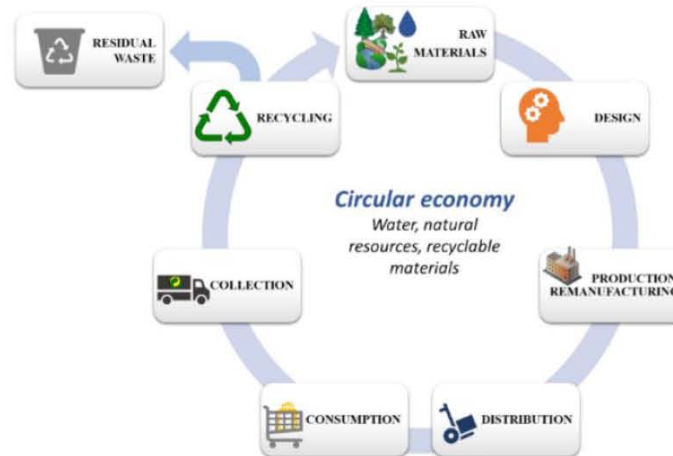 RESIDUAL
WASTE
RAW
MATERIALS
RECYCLING
DESIGN
Circular economy
Water, natural
resources, recyclable
materials
COLLECTION
PRODUCTION
REMANUFACTURING
CONSUMPTION
DISTRIBUTION